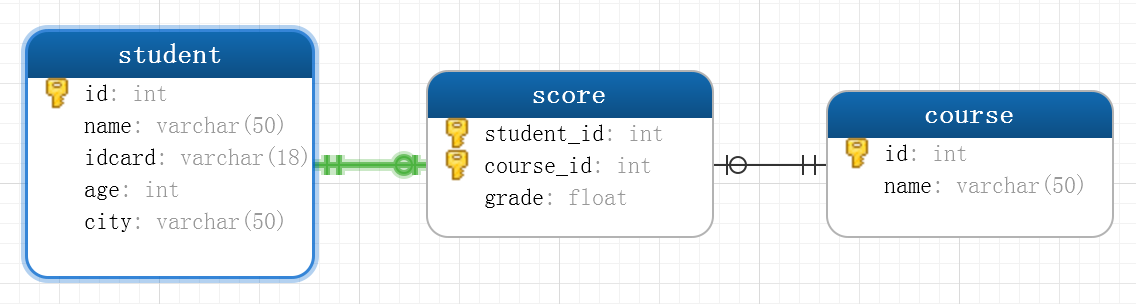 student
id: int
name: varchar(50)
idcard: varchar(18)
age: int
city: varchar(50)
score
student_id: int
course_id: int
grade: float
course
id: int
name: varchar(50)